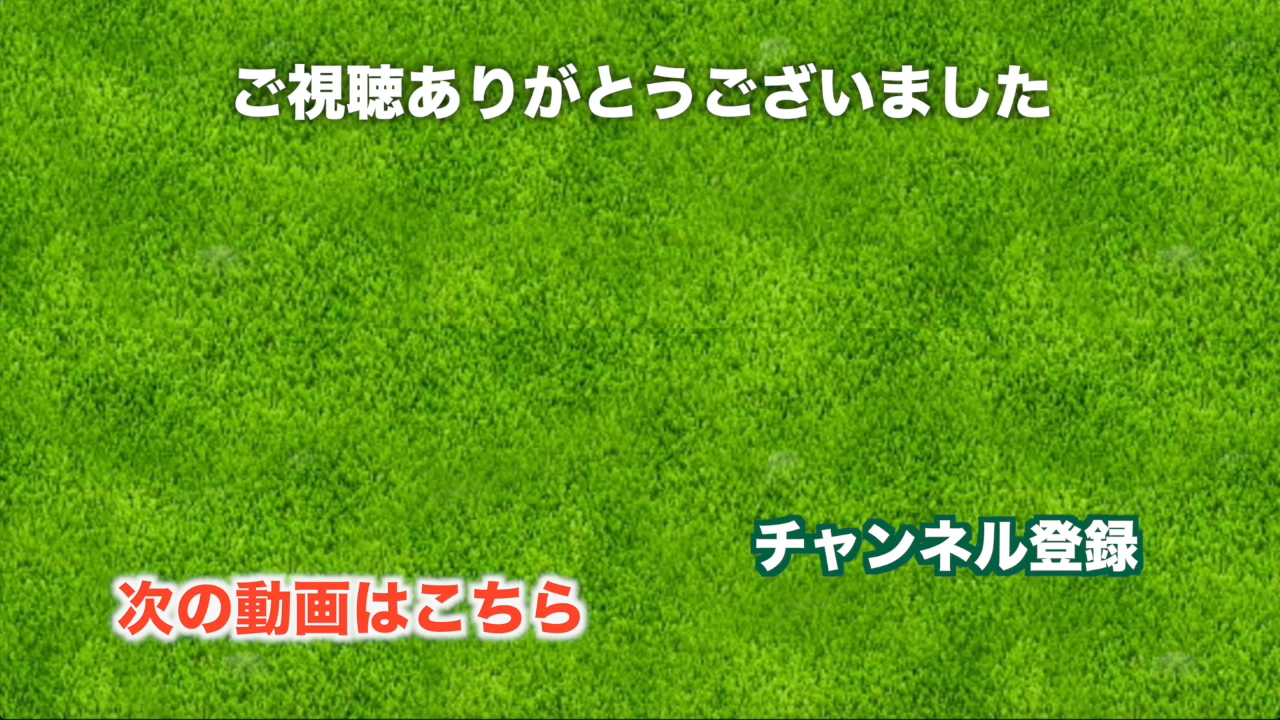 ご視聴ありがとうございました
チャンネル登録
次の動画はこちら